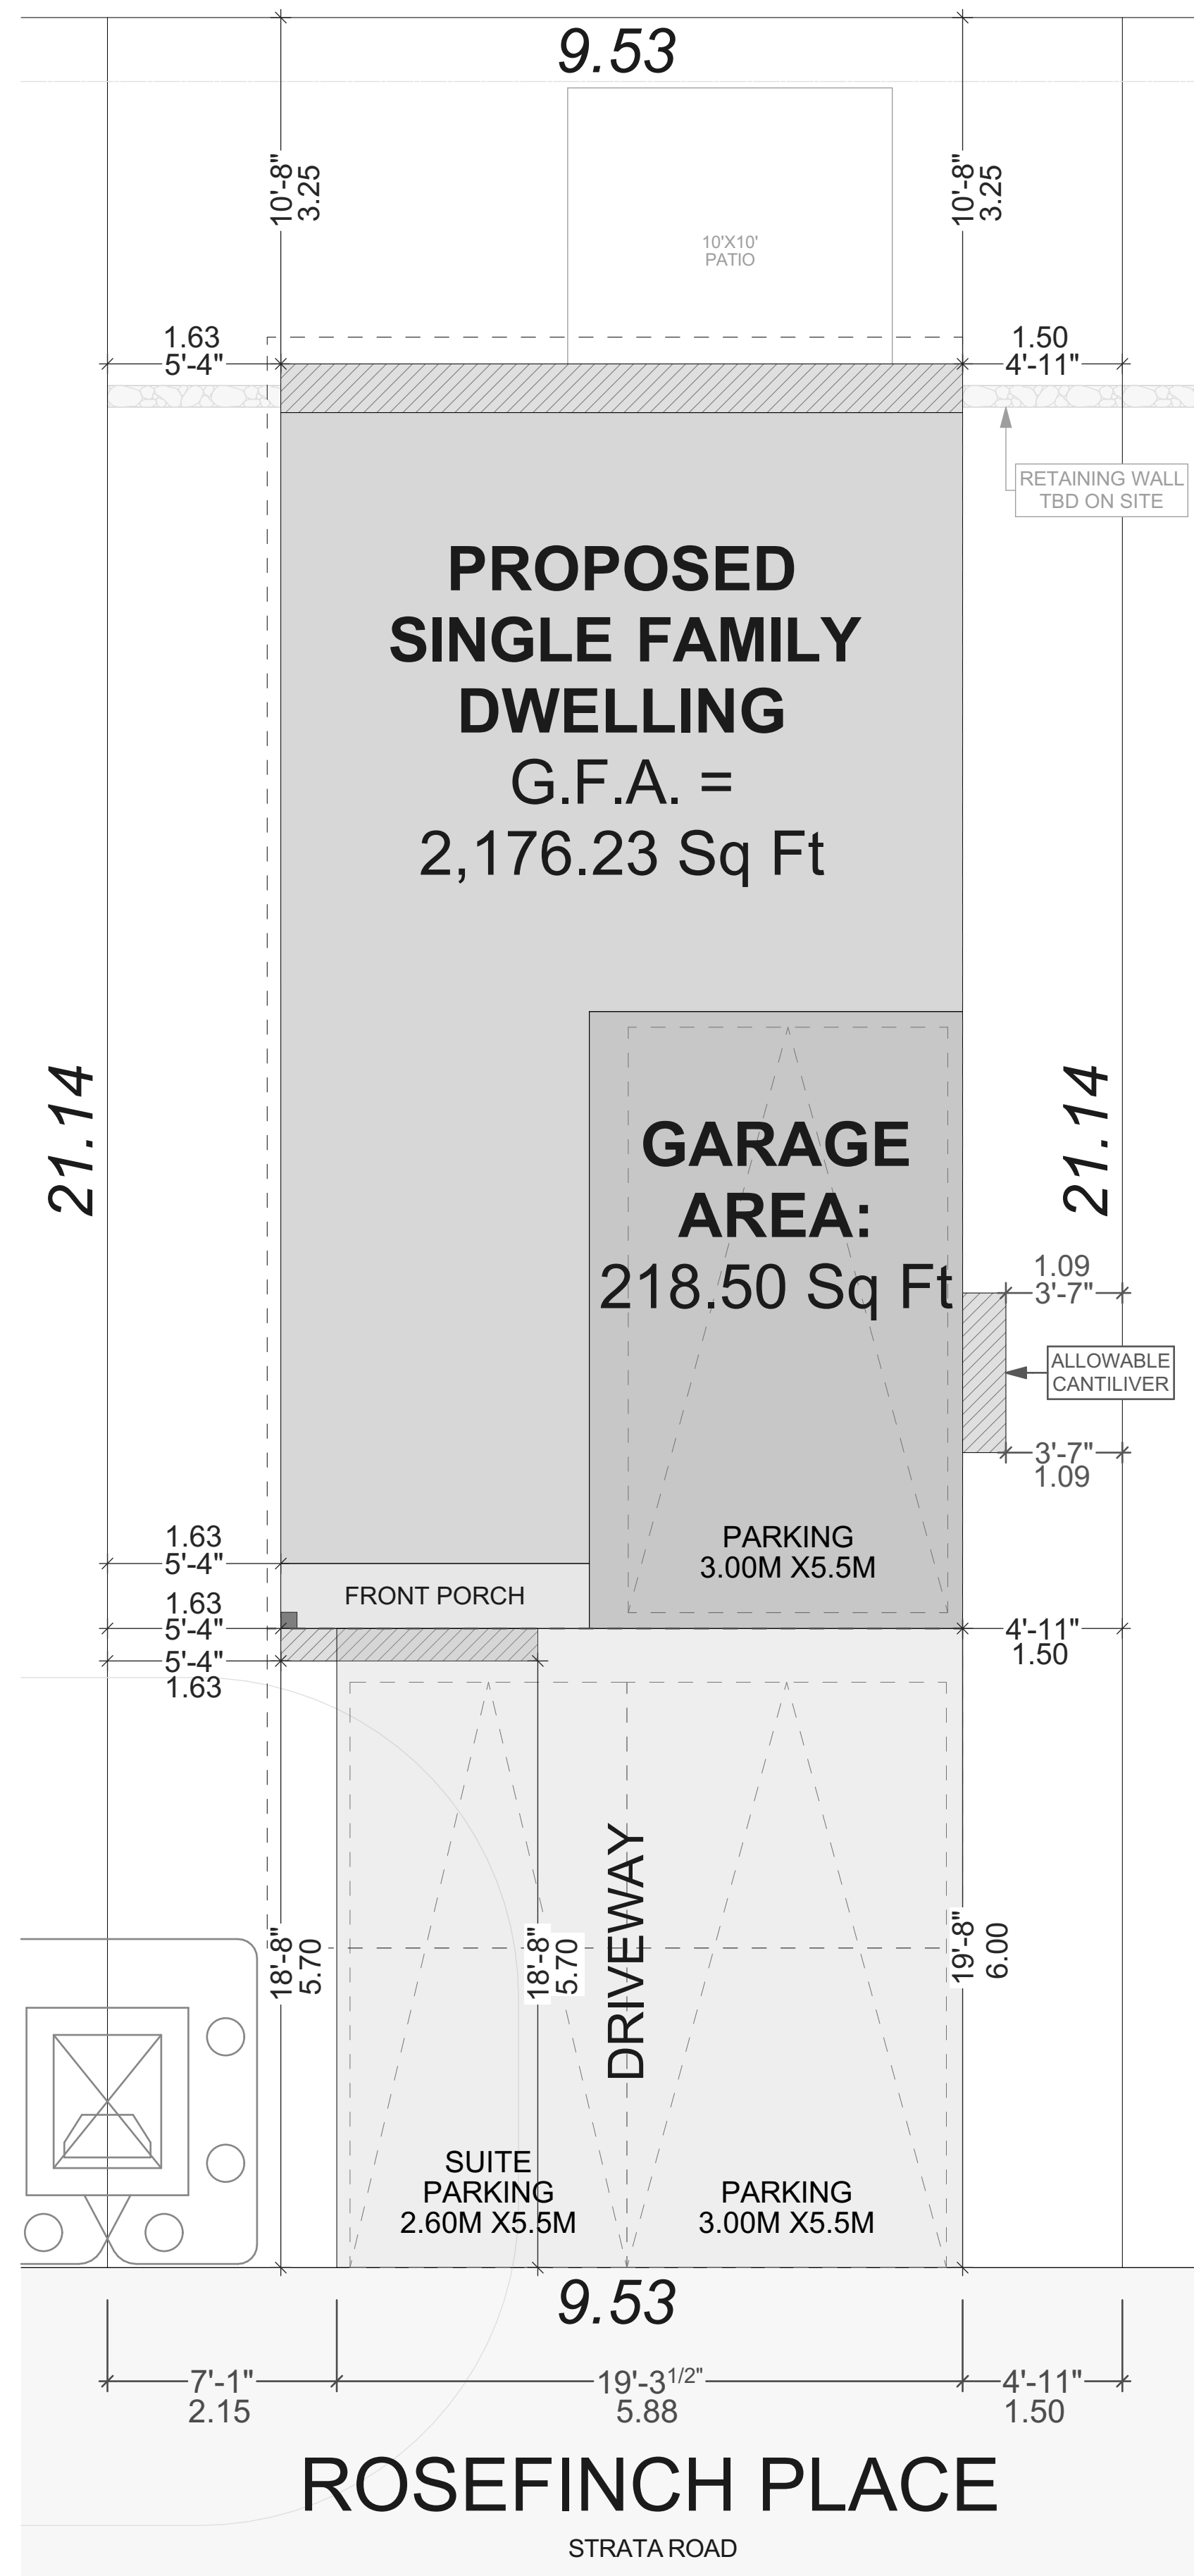 9.53
10'-8"
3.25
10'-8"
3.25
10'X10'
PATIO
1.63
5'-4"
1.50
4'-11"
RETAINING WALL
TBD ON SITE
PROPOSED
SINGLE FAMILY
DWELLING
G.F.A. =
2,176.23 Sq Ft
21.14
21.14
GARAGE
AREA:
218.50 Sq Ft
1.09
3'-7"
ALLOWABLE
CANTILIVER
3'-7"
1.09
PARKING
3.00M X5.5M
1.63
5'-4"
FRONT PORCH
1.63
5'-4"
5'-4"
1.63
4'-11"
1.50
18'-8"
5.70
18'-8"
5.70
DRIVEWAY
19'-8"
6.00
SUITE
PARKING
2.60M X5.5M
PARKING
3.00M X5.5M
9.53
7'-1"
2.15
19'-3 1/2"
5.88
4'-11"
1.50
ROSEFINCH PLACE
STRATA ROAD